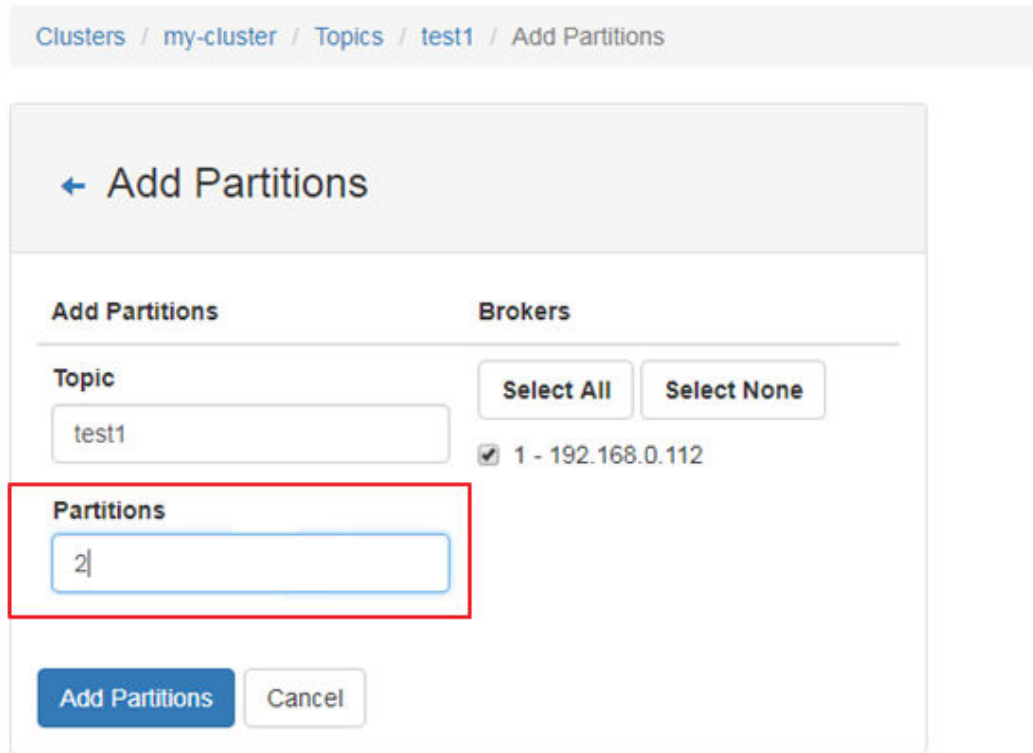 Clusters / my-cluster / Topics / test1 / Add Partitions
Add Partitions
Add Partitions
Topic
test1
Partitions
2
Brokers
Select All Select None
1 - 192.168.0.112
Add Partitions Cancel